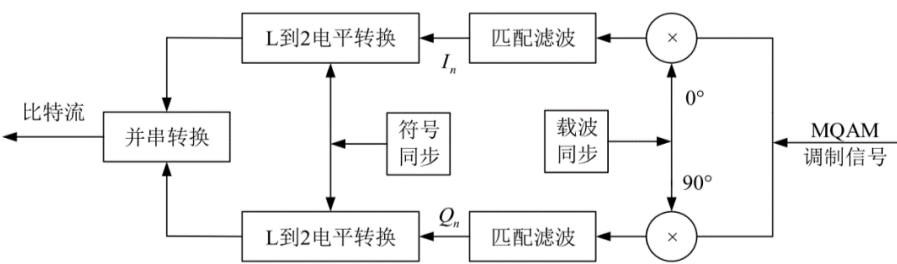 L到2电平转换
匹配滤波
×
I_n
比特流
0°
并串转换
符号
同步
载波
同步
MQAM
调制信号
90°
Q_n
L到2电平转换
匹配滤波
×